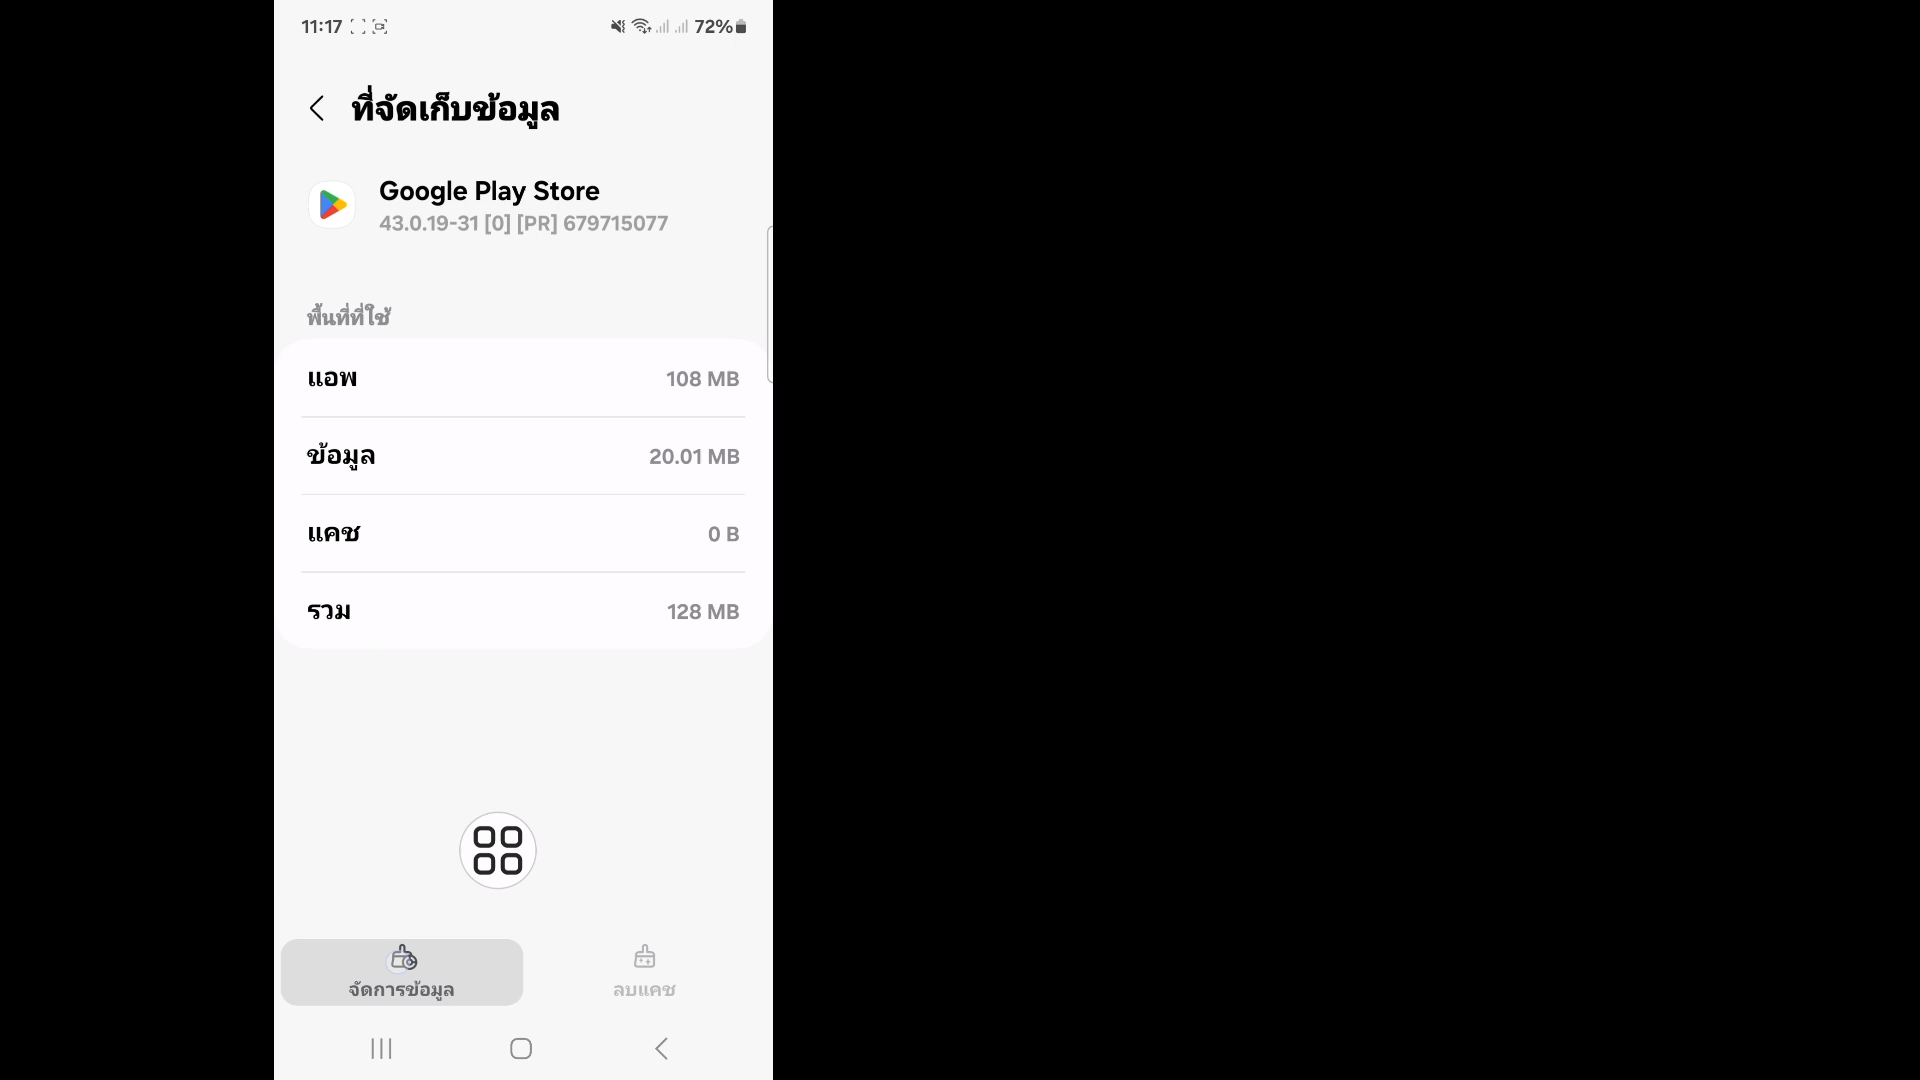 11:17 72%
ที่จัดเก็บข้อมูล
Google Play Store
43.0.19-31 [0] [PR] 679715077
พื้นที่ที่ใช้
แอพ 108 MB
ข้อมูล 20.01 MB
แคช 0 B
รวม 128 MB
จัดการข้อมูล ลบแคช